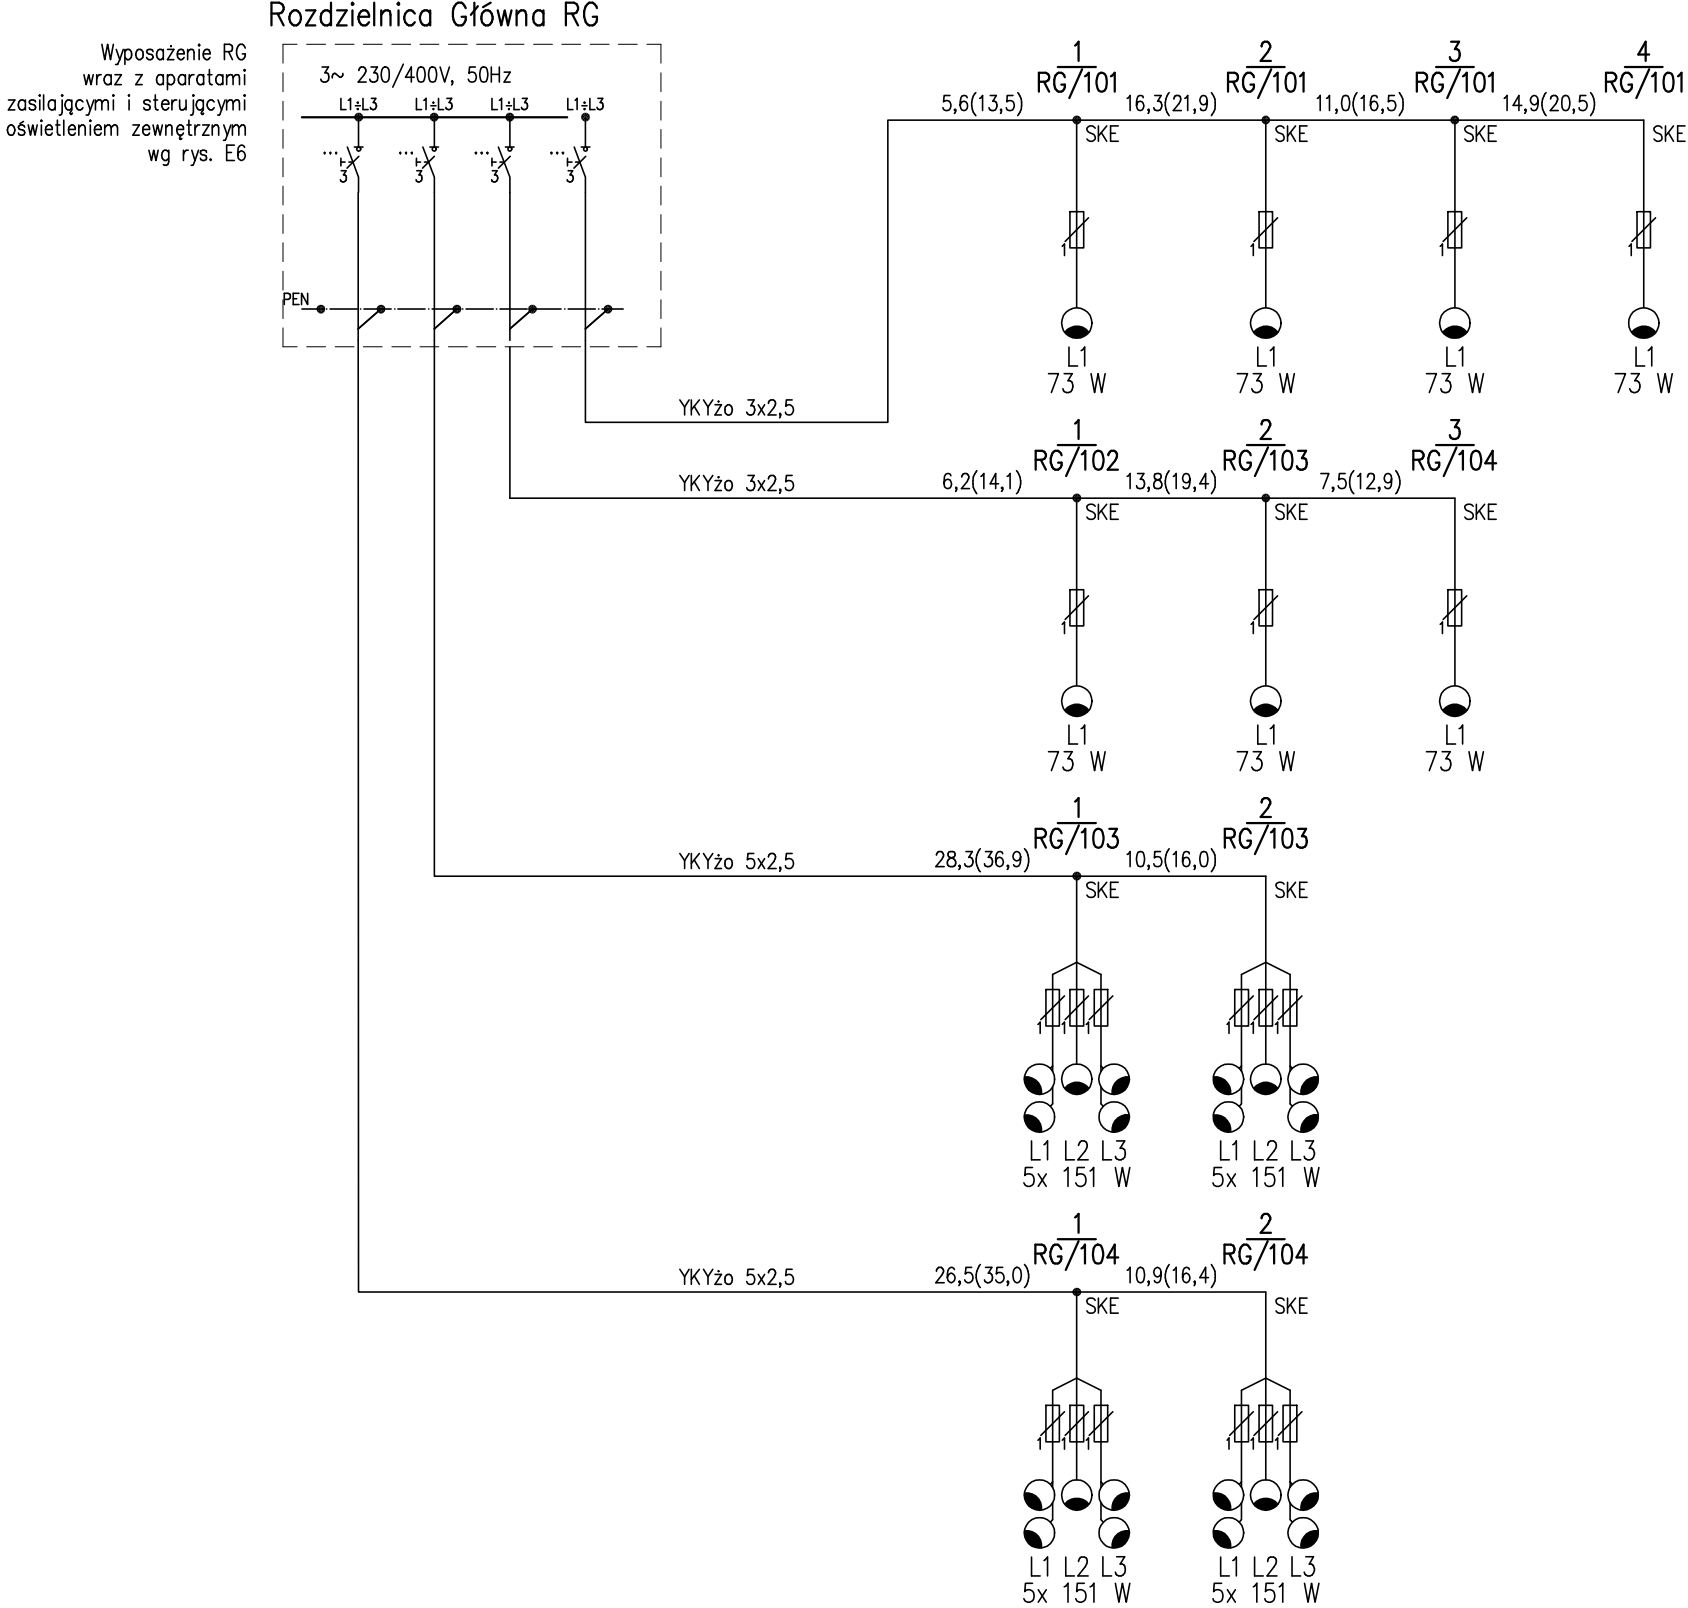 Rozdzielnica Główna RG
Wyposażenie RG
wraz z aparatami
zasilającymi i sterującymi
oświetleniem zewnętrznym
wg rys. E6
3~ 230/400V, 50Hz
L1÷L3 L1÷L3 L1÷L3 L1÷L3
... ... ... ...
3 3 3 3
PEN
1 2 3 4
RG/101 RG/101 RG/101 RG/101
5,6(13,5) 16,3(21,9) 11,0(16,5) 14,9(20,5)
SKE SKE SKE SKE
1 1 1 1
L1 L1 L1 L1
73 W 73 W 73 W 73 W
YKYżo 3x2,5
1 2 3
RG/102 RG/103 RG/104
YKYżo 3x2,5 6,2(14,1) 13,8(19,4) 7,5(12,9)
SKE SKE SKE
1 1 1
L1 L1 L1
73 W 73 W 73 W
1 2
RG/103 RG/103
YKYżo 5x2,5 28,3(36,9) 10,5(16,0)
SKE SKE
1 1 1 1 1 1
L1 L2 L3 L1 L2 L3
5x 151 W 5x 151 W
1 2
RG/104 RG/104
YKYżo 5x2,5 26,5(35,0) 10,9(16,4)
SKE SKE
1 1 1 1 1 1
L1 L2 L3 L1 L2 L3
5x 151 W 5x 151 W